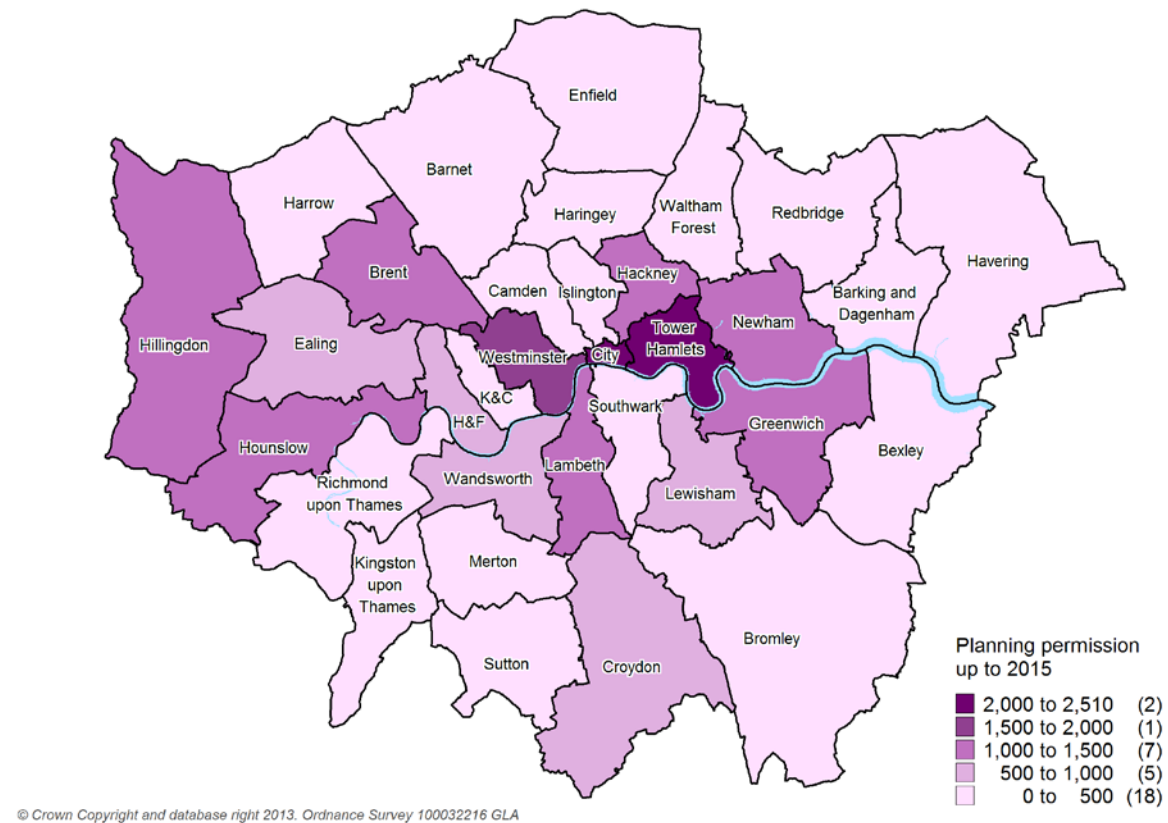 Enfield
Barnet
Harrow
Haringey
Waltham
Forest
Redbridge
Havering
Brent
Hackney
Camden
Islington
Barking and
Dagenham
Newham
Tower
Hamlets
Hillingdon
Ealing
Westminster
City
K&C
Southwark
H&F
Greenwich
Hounslow
Bexley
Lambeth
Wandsworth
Richmond
upon Thames
Lewisham
Merton
Kingston
upon
Thames
Bromley
Sutton
Croydon
Planning permission
up to 2015
2,000 to 2,510 (2)
1,500 to 2,000 (1)
1,000 to 1,500 (7)
500 to 1,000 (5)
0 to 500 (18)
© Crown Copyright and database right 2013. Ordnance Survey 100032216 GLA